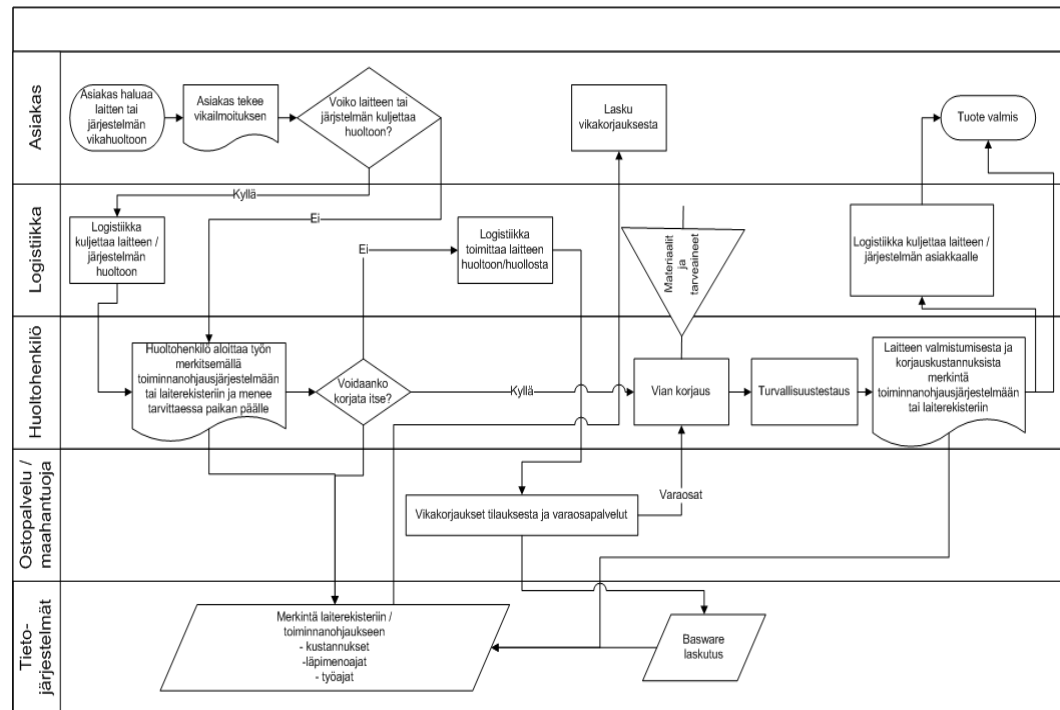 Asiakas
Asiakas haluaa
laitten tai
järjestelmän
vikahuoltoon
Asiakas tekee
vikailmoituksen
Voiko laitteen tai
järjstelmän kuljettaa
huoltoon?
Lasku
vikakorjauksesta
Tuote valmis
Logistiikka
Kyllä
Ei
Logistiikka
kuljettaa laitteen /
järjestelmän
huoltoon
Ei
Logistiikka
toimittaa laitteen
huoltoon/huollosta
Materiaalit
ja
tarveaineet
Logistiikka kuljettaa laitteen /
järjestelmän asiakkaalle
Huoltohenkilö
Huoltohenkilö aloittaa työn
merkitsemällä
toiminnanohjausjärjestelmään
tai laiterekisteriin ja menee
tarvittaessa paikan päälle
Voidaanko
korjata itse?
Kyllä
Vian korjaus
Turvallisuustestaus
Laitteen valmistumisesta ja
korjauskustannuksista
merkintä
toiminnanohjausjärjestelmään
tai laiterekisteriin
Ostopalvelu /
maahantuoja
Vikakorjaukset tilauksesta ja varaosapalvelut
Varaosat
Tieto-
järjestelmät
Merkintä laiterekisteriin /
toiminnanohjaukseen
- kustannukset
-läpimenoajat
- työajat
Basware
laskutus